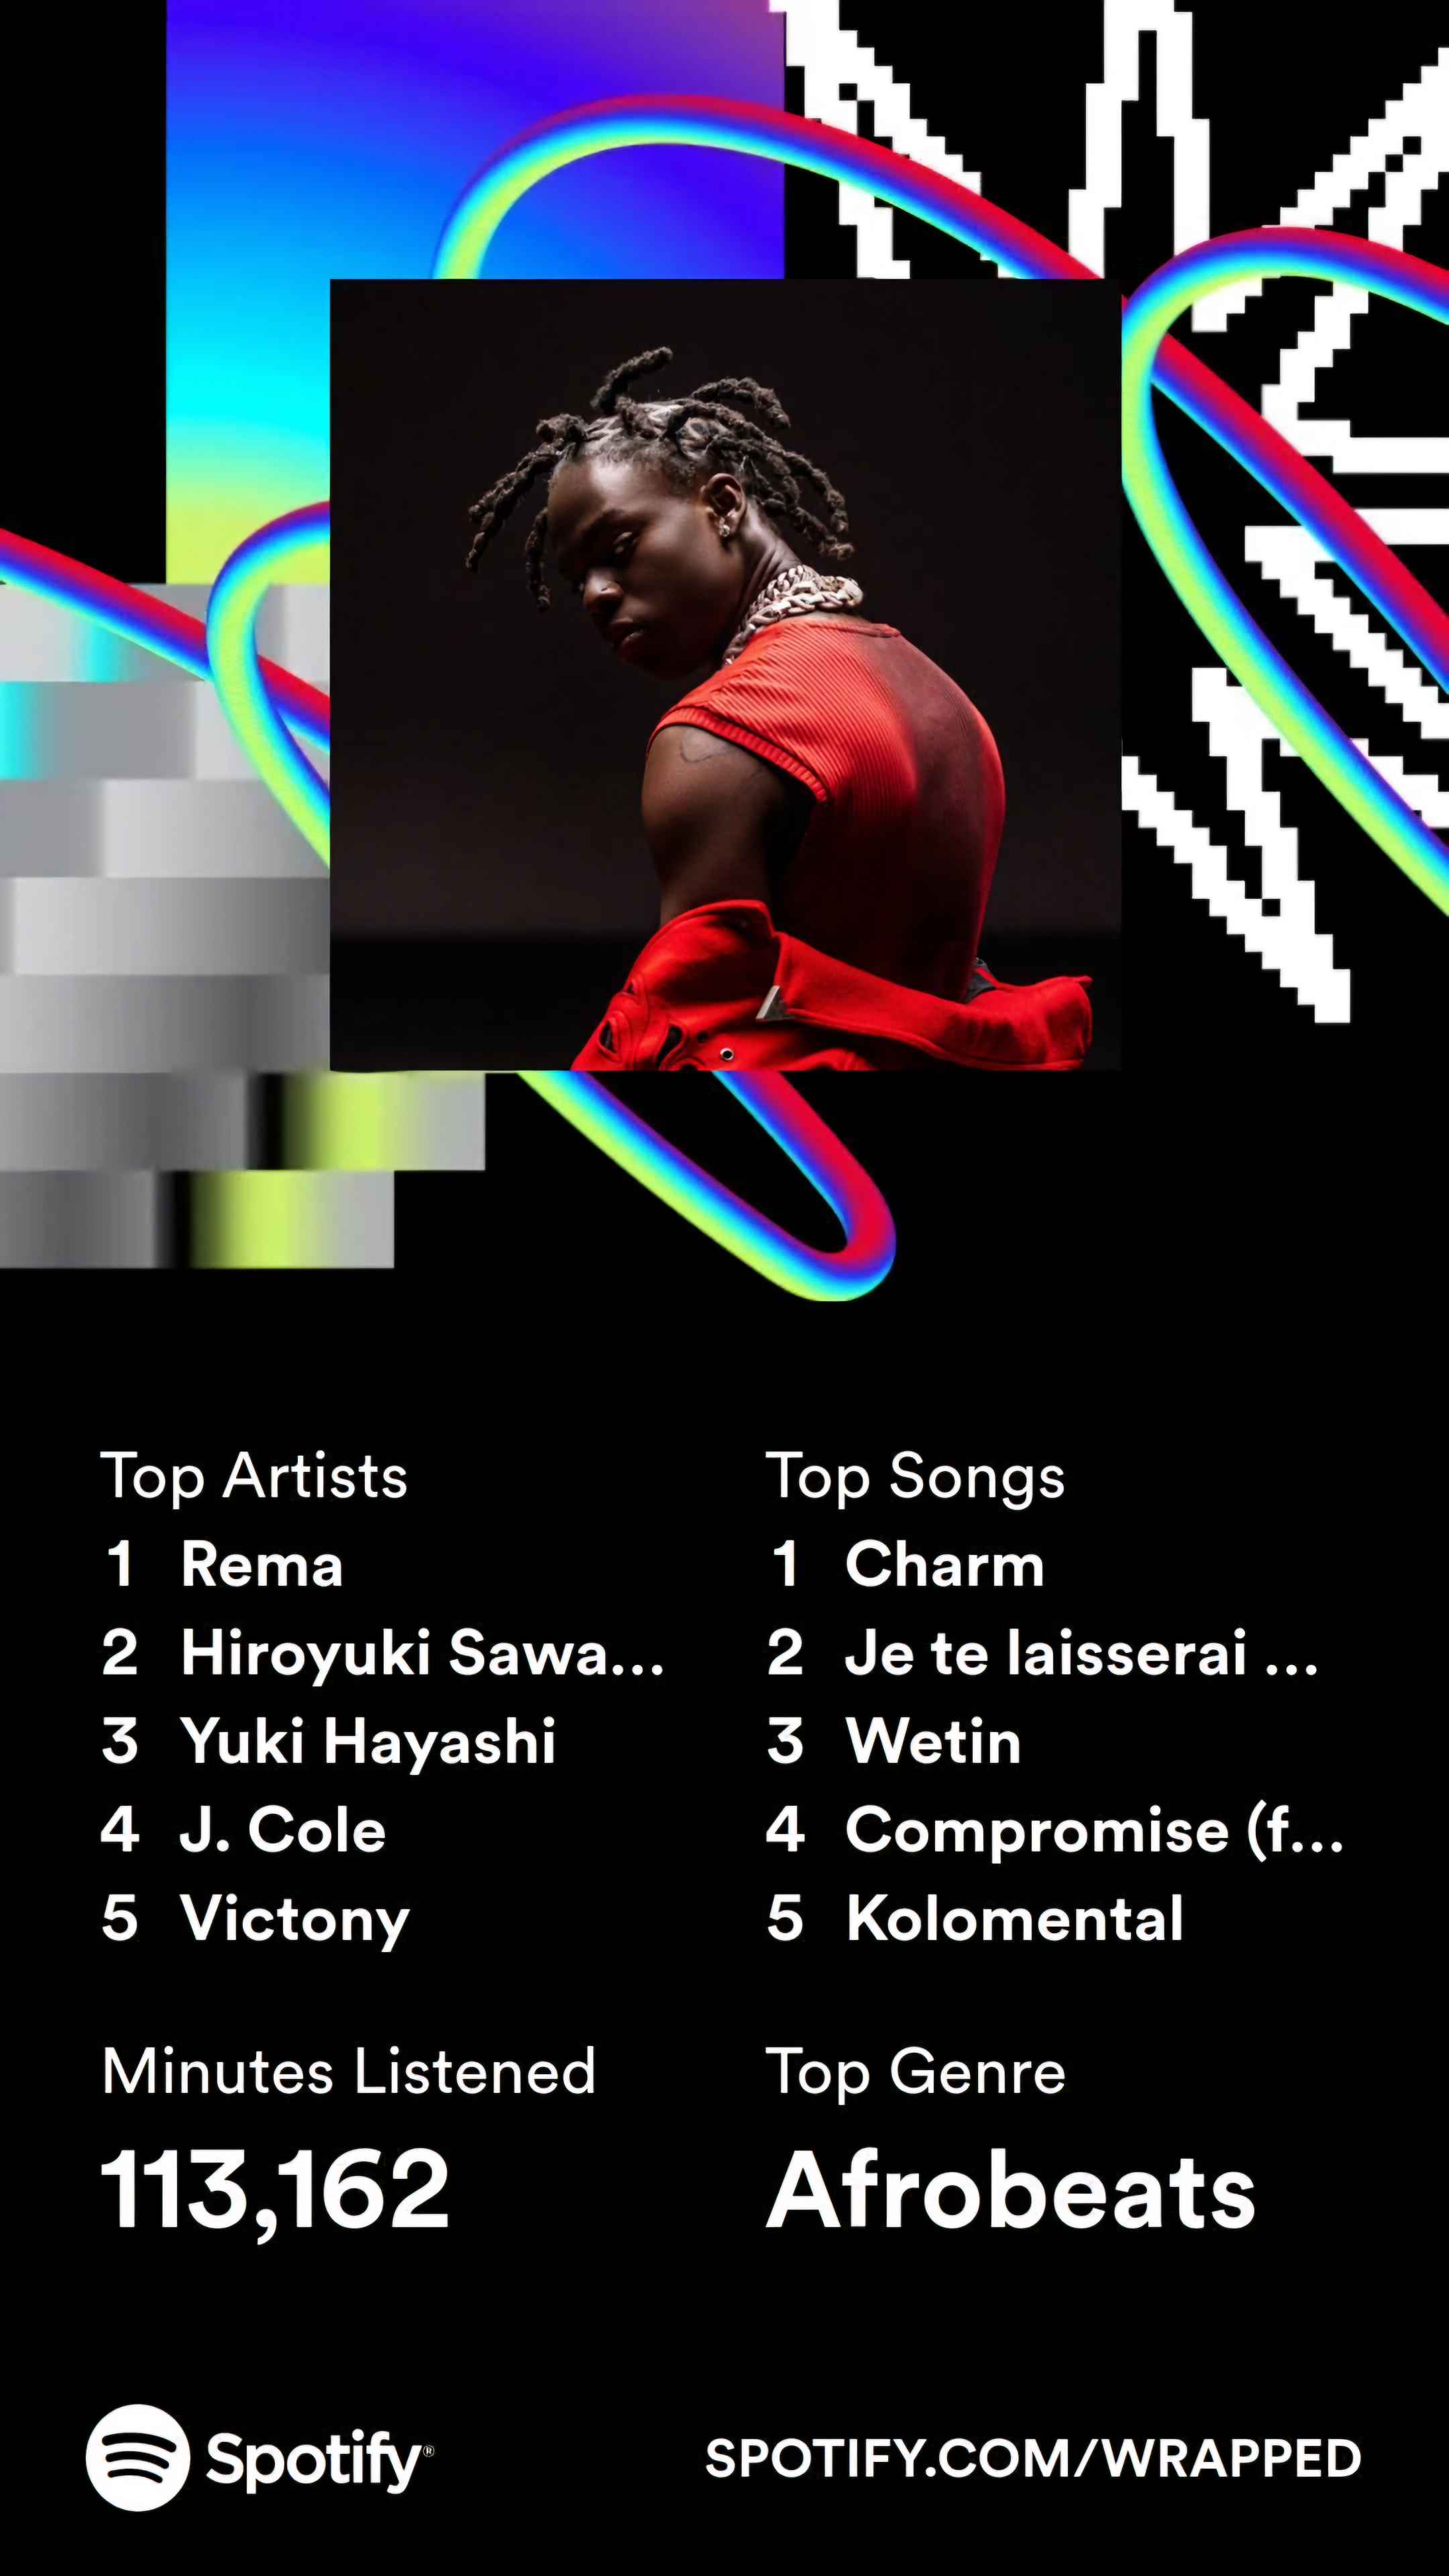 Top Artists
1 Rema
2 Hiroyuki Sawa...
3 Yuki Hayashi
4 J. Cole
5 Victony
Top Songs
1 Charm
2 Je te laisserai ...
3 Wetin
4 Compromise (f...
5 Kolomental
Minutes Listened
113,162
Top Genre
Afrobeats
Spotify®
SPOTIFY.COM/WRAPPED